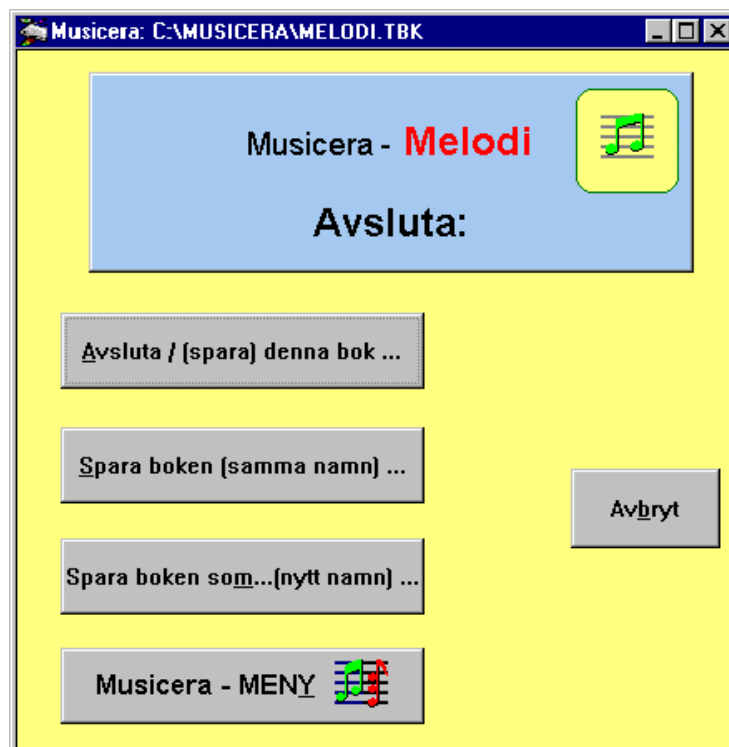 Musicera: C:\MUSICERA\MELODI.TBK
Musicera - Melodi
Avsluta:
Avsluta / (spara) denna bok ...
Spara boken (samma namn) ...
Avbryt
Spara boken som...(nytt namn) ...
Musicera - MENY